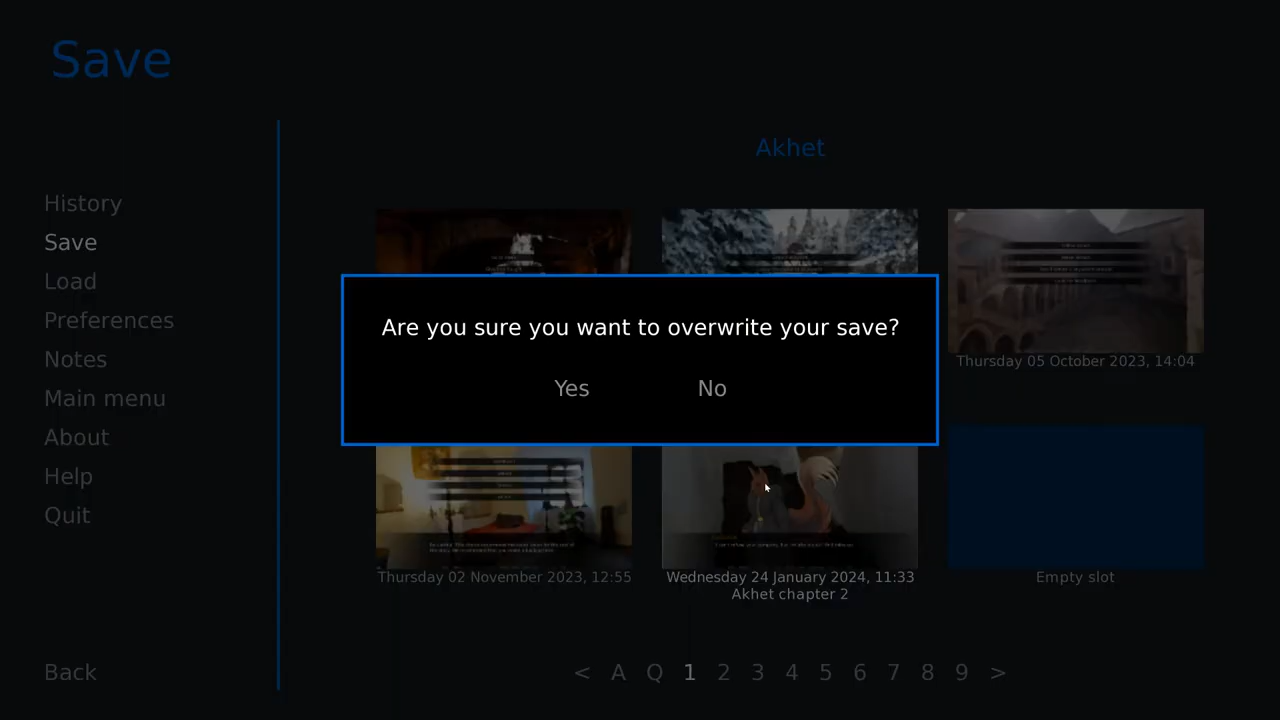 Save
Akhet
History
Save
Load
Preferences
Notes
Main menu
About
Help
Quit
Back
Are you sure you want to overwrite your save?
Yes No
Thursday 05 October 2023, 14:04
Thursday 02 November 2023, 12:55
Wednesday 24 January 2024, 11:33
Akhet chapter 2
Empty slot
< A Q 1 2 3 4 5 6 7 8 9 >